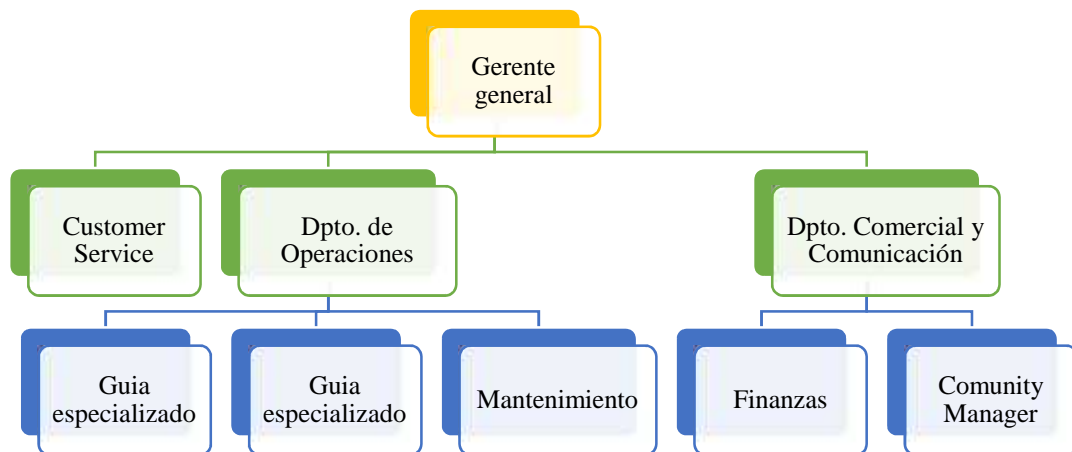 Gerente
general
Customer
Service
Dpto. de
Operaciones
Dpto. Comercial y
Comunicación
Guia
especializado
Guia
especializado
Mantenimiento
Finanzas
Comunity
Manager